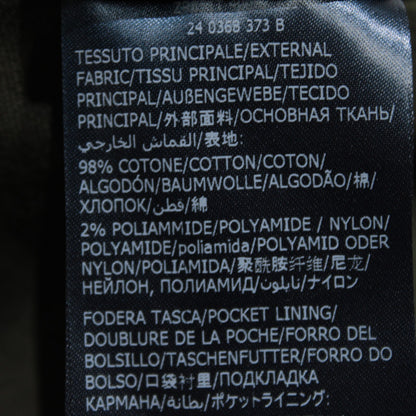 24 0368 373 B
TESSUTO PRINCIPALE/EXTERNAL
FABRIC/TISSU PRINCIPAL/TEJIDO
PRINCIPAL/AUßENGEWEBE/TECIDO
PRINCIPAL/外部面料/ОСНОВНАЯ ТКАНЬ/
القماش الخارجي/表地:
98% COTONE/COTTON/COTON/
ALGODÓN/BAUMWOLLE/ALGODÃO/棉/
ХЛОПОК/قطن/綿
2% POLIAMMIDE/POLYAMIDE / NYLON/
POLYAMIDE/poliamida/POLYAMID ODER
NYLON/POLIAMIDA/聚酰胺纤维/尼龙/
НЕЙЛОН, ПОЛИАМИД/نايلون/ナイロン
FODERA TASCA/POCKET LINING/
DOUBLURE DE LA POCHE/FORRO DEL
BOLSILLO/TASCHENFUTTER/FORRO DO
BOLSO/口袋衬里/ПОДКЛАДКА
КАРМАНА/بطانة/ポケットライニング: